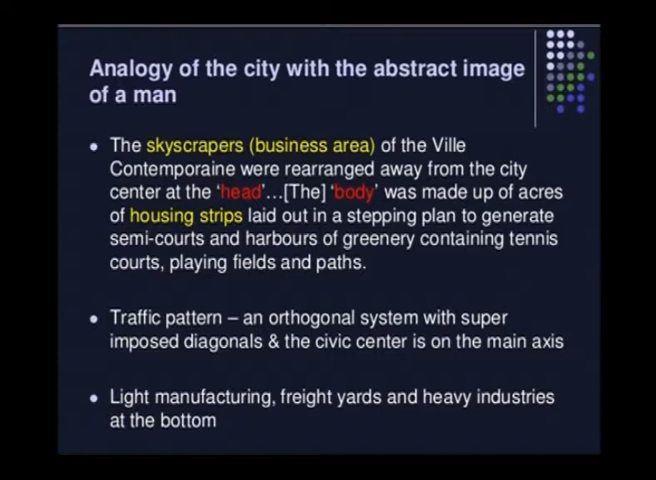 Analogy of the city with the abstract image
of a man
The skyscrapers (business area) of the Ville
Contemporaine were rearranged away from the city
center at the ‘head’...[The] ‘body’ was made up of acres
of housing strips laid out in a stepping plan to generate
semi-courts and harbours of greenery containing tennis
courts, playing fields and paths.
Traffic pattern – an orthogonal system with super
imposed diagonals & the civic center is on the main axis
Light manufacturing, freight yards and heavy industries
at the bottom